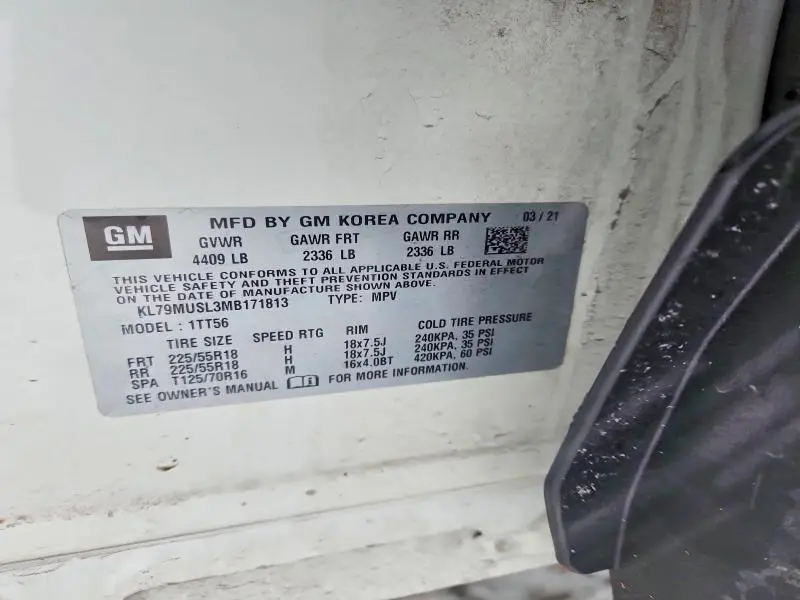 GM MFD BY GM KOREA COMPANY 03 / 21
GVWR GAWR FRT GAWR RR
4409 LB 2336 LB 2336 LB
THIS VEHICLE CONFORMS TO ALL APPLICABLE U.S. FEDERAL MOTOR
VEHICLE SAFETY AND THEFT PREVENTION STANDARDS IN EFFECT
ON THE DATE OF MANUFACTURE SHOWN ABOVE.
KL79MUSL3MB171813 TYPE: MPV
MODEL : 1TT56
TIRE SIZE SPEED RTG RIM COLD TIRE PRESSURE
FRT 225/55R18 H 18x7.5J 240KPA, 35 PSI
RR 225/55R18 H 18x7.5J 240KPA, 35 PSI
SPA T125/70R16 M 16x4.0BT 420KPA, 60 PSI
SEE OWNER'S MANUAL FOR MORE INFORMATION.